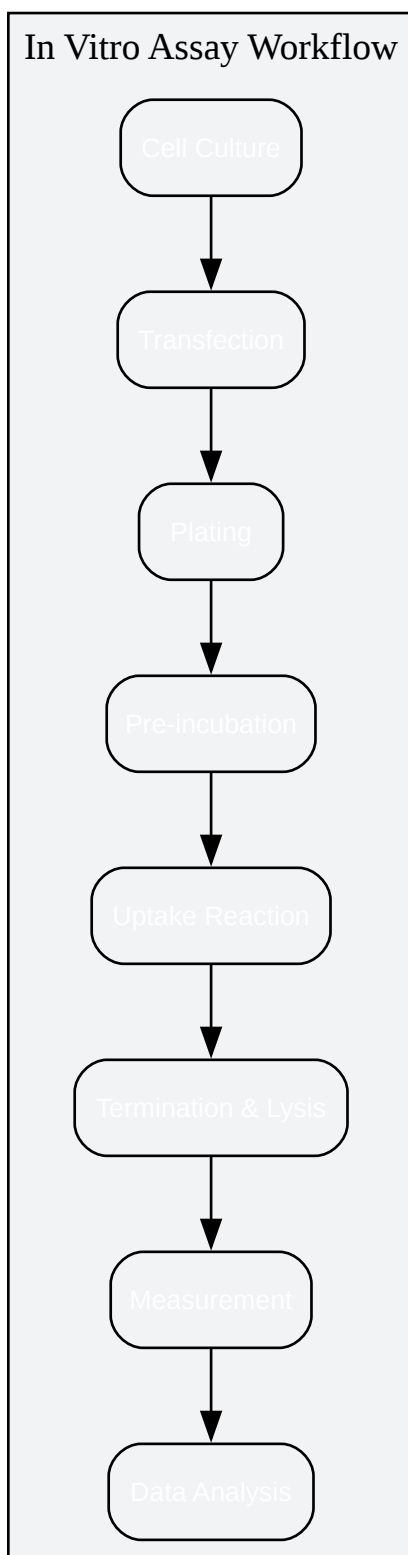 In Vitro Assay Workflow
Cell Culture
Transfection
Plating
Pre-incubation
Uptake Reaction
Termination & Lysis
Measurement
Data Analysis